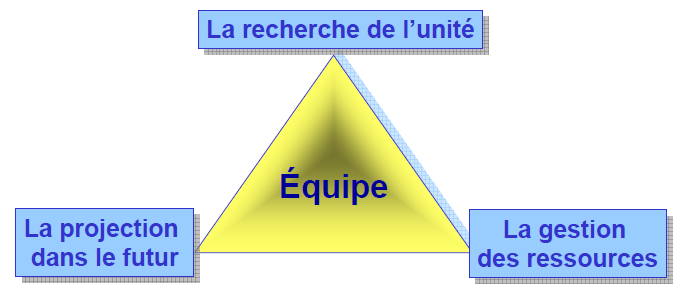 La recherche de l’unité
Équipe
La projection
dans le futur
La gestion
des ressources